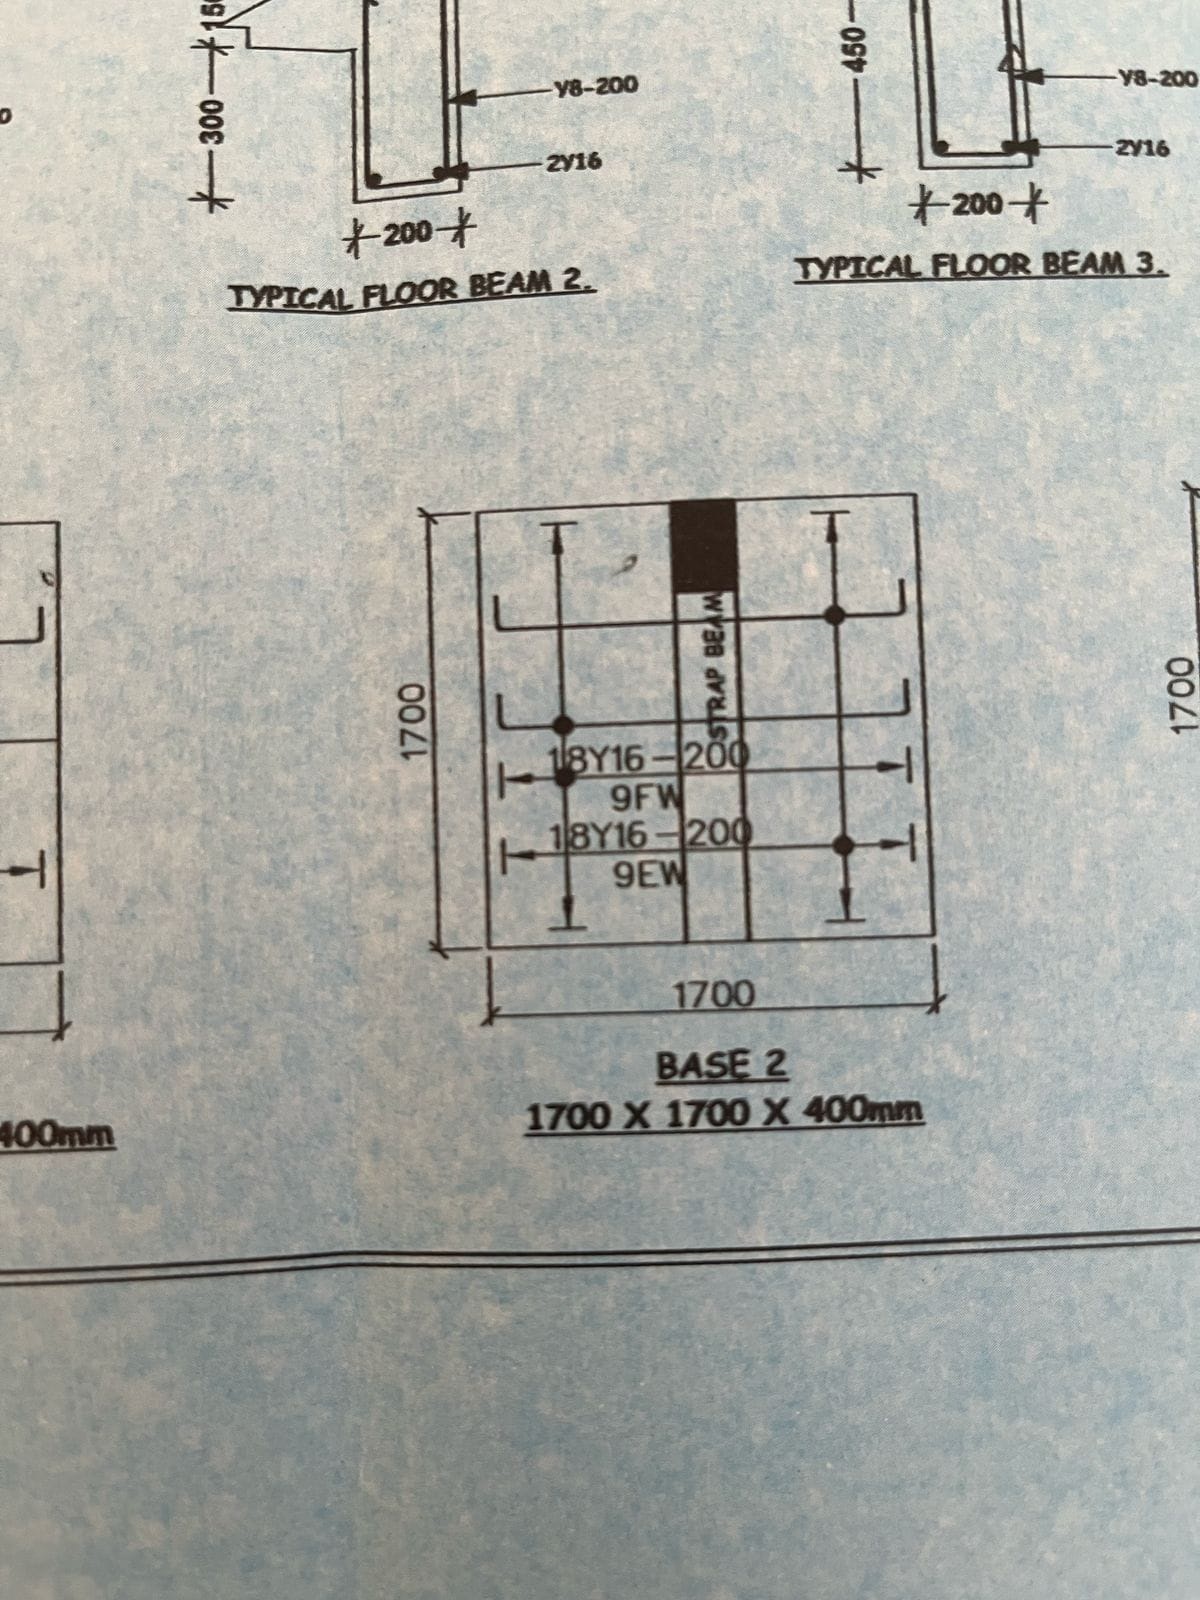 150
300
Y8-200
2Y16
200
TYPICAL FLOOR BEAM 2.
450
Y8-200
2Y16
200
TYPICAL FLOOR BEAM 3.
STRAP BEAM
1700
18Y16-200
9FW
18Y16-200
9EW
1700
1700
BASE 2
1700 X 1700 X 400mm
400mm